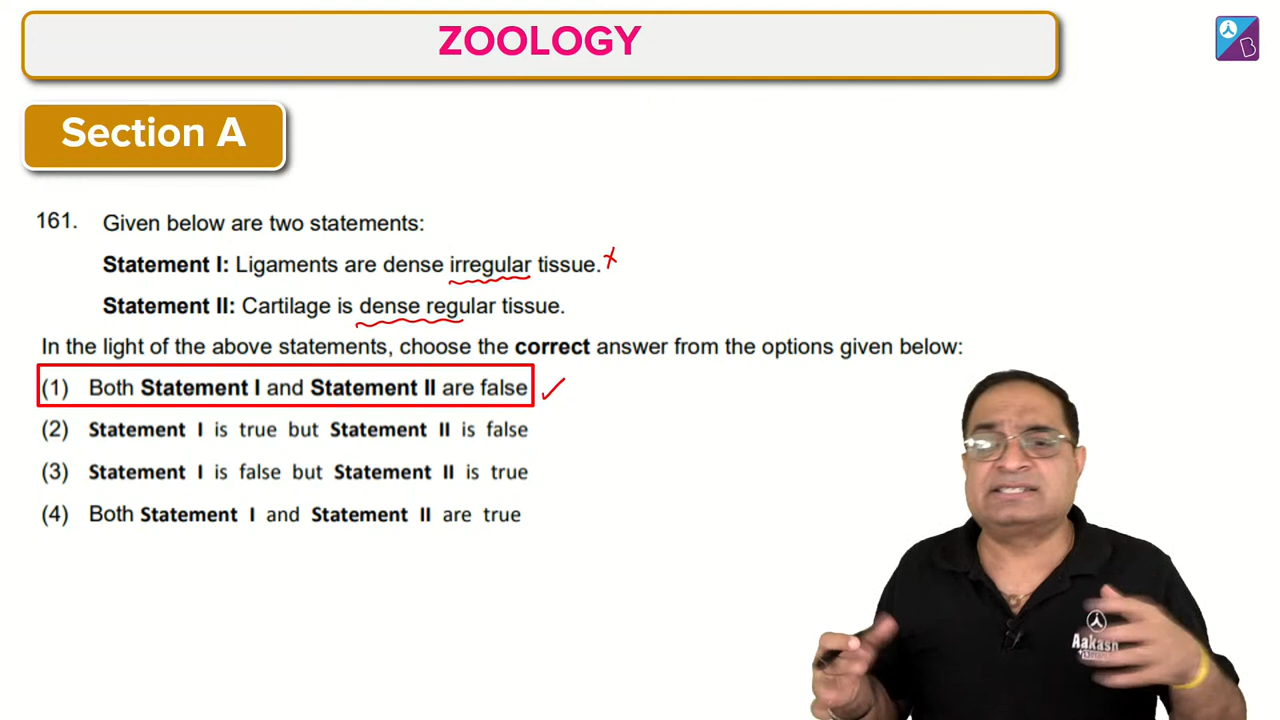 ZOOLOGY
B
Section A
161. Given below are two statements:
Statement I: Ligaments are dense irregular tissue.
Statement II: Cartilage is dense regular tissue.
In the light of the above statements, choose the correct answer from the options given below:
(1) Both Statement I and Statement II are false
(2) Statement I is true but Statement II is false
(3) Statement I is false but Statement II is true
(4) Both Statement I and Statement II are true
Aakash